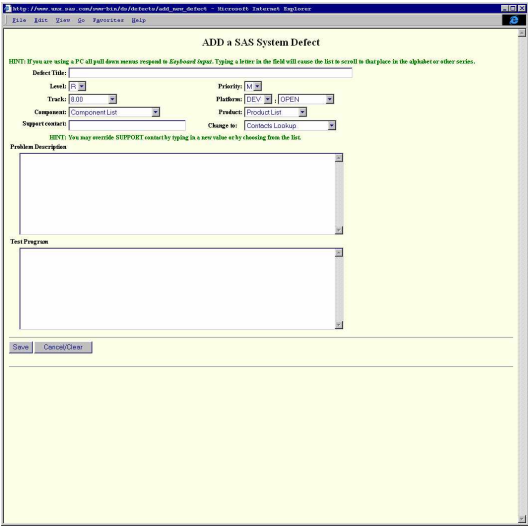 http://www.unx.sas.com/www-bin/ds/defects/add_new_defect - Microsoft Internet Explorer
File Edit View Go Favorites Help
ADD a SAS System Defect
HINT: If you are using a PC all pull down menus respond to Keyboard input. Typing a letter in the field will cause the list to scroll to that place in the alphabet or other series.
Defect Title:
Level: R Priority: M
Track: 8.00 Platform: DEV , OPEN
Component: Component List Product: Product List
Support contact: Change to: Contacts Lookup
HINT: You may override SUPPORT contact by typing in a new value or by choosing from the list.
Problem Description
Test Program
Save Cancel/Clear